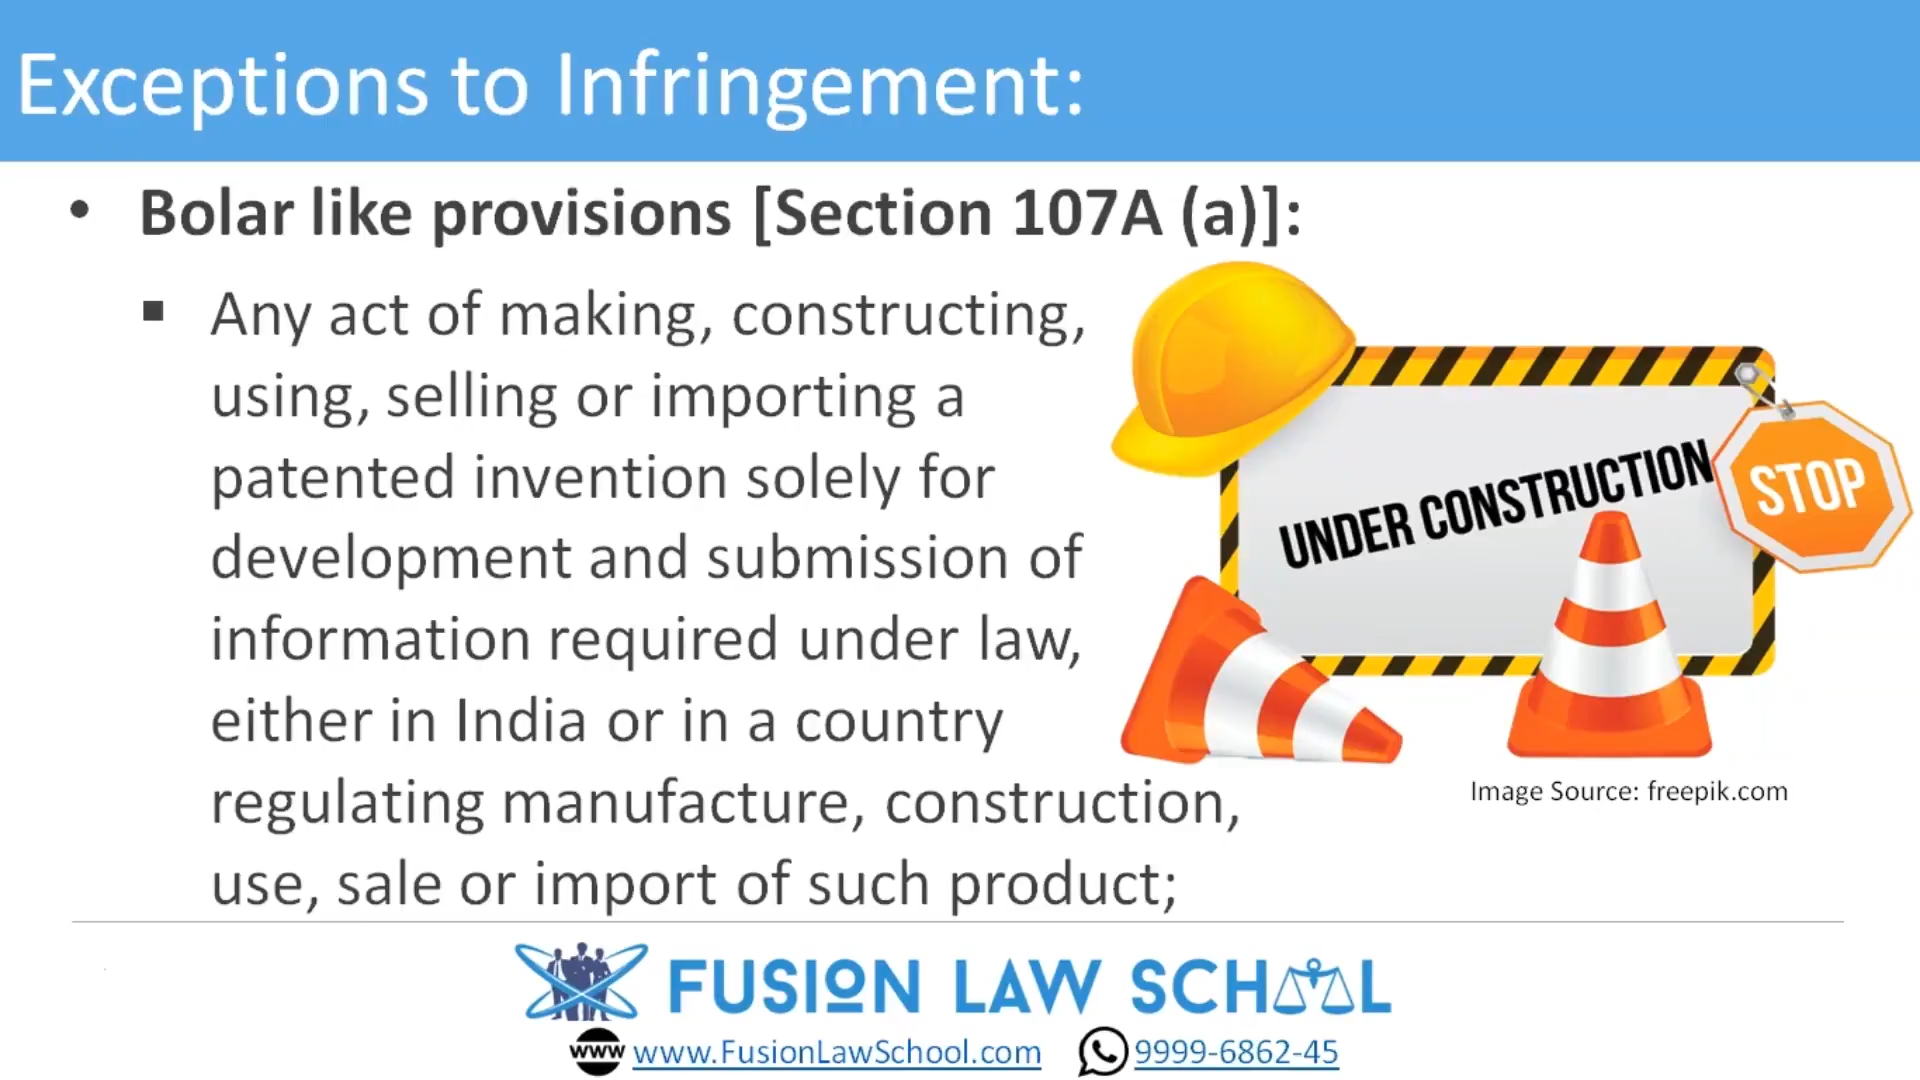 Exceptions to Infringement:
• Bolar like provisions [Section 107A (a)]:
▪ Any act of making, constructing,
using, selling or importing a
patented invention solely for
development and submission of
information required under law,
either in India or in a country
regulating manufacture, construction,
use, sale or import of such product;
UNDER CONSTRUCTION
STOP
Image Source: freepik.com
FUSION LAW SCHOOL
www www.FusionLawSchool.com 9999-6862-45